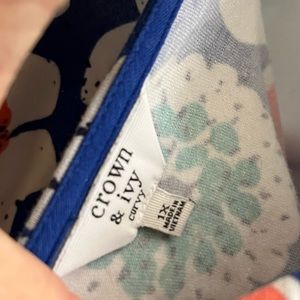 crown
& ivy
curvy
1X
MADE IN
VIETNAM